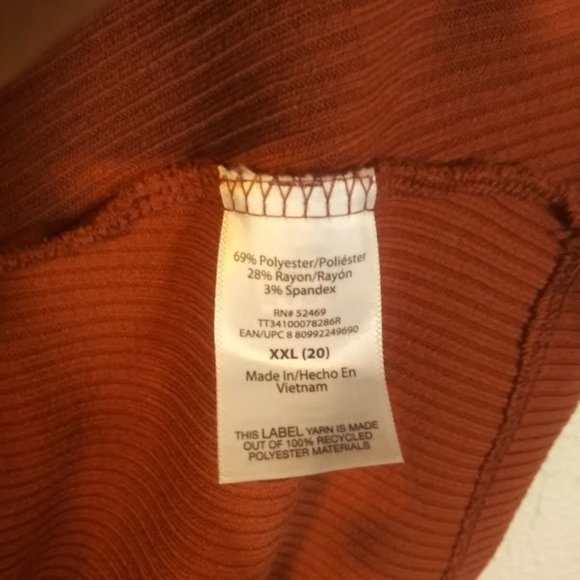 69% Polyester/Poliéster
28% Rayon/Rayón
3% Spandex
RN# 52469
TT34100078286R
EAN/UPC 8 80992249690
XXL (20)
Made In/Hecho En
Vietnam
THIS LABEL YARN IS MADE
OUT OF 100% RECYCLED
POLYESTER MATERIALS